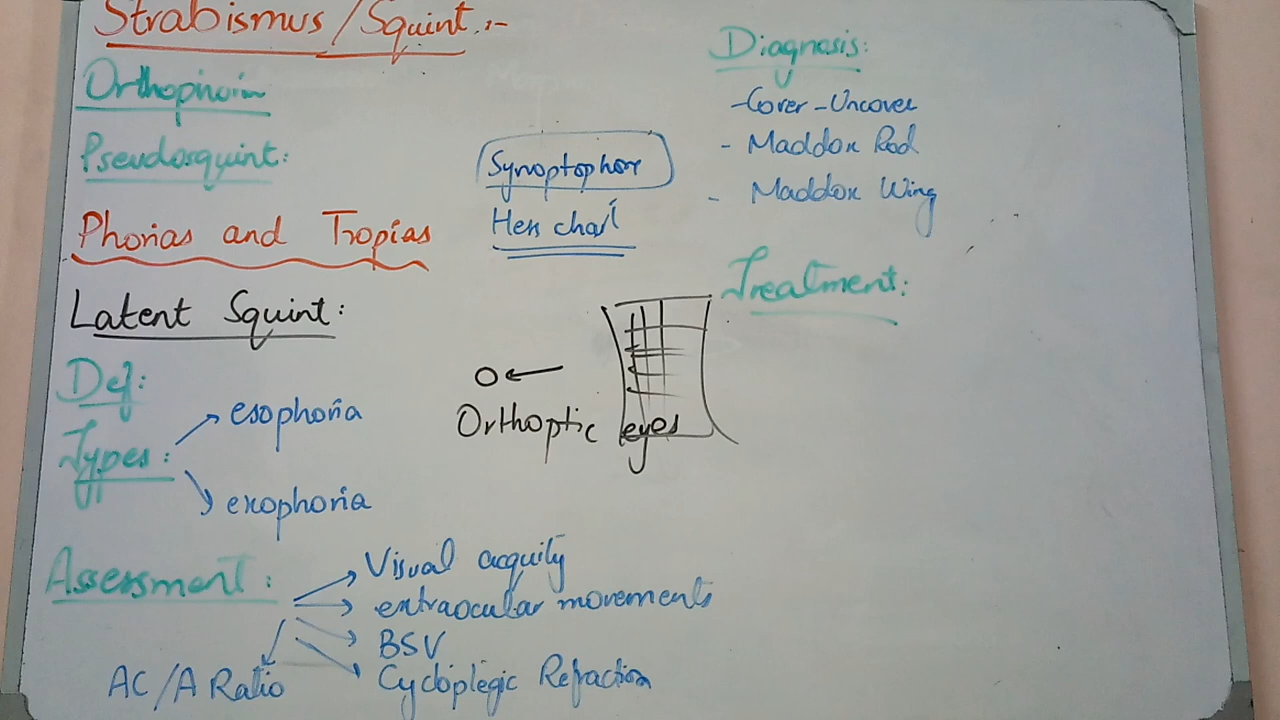 Strabismus/Squint:-
Orthophoria
Pseudosquint:
Phorias and Tropias
Latent Squint:
Def:
Types:
esophoria
exophoria
Assessment:
Visual acquity
extraocular movements
BSV
Cycloplegic Refraction
AC/A Ratio
Synoptophore
Hess chart
Orthoptic eyes
Diagnosis:
-Cover-Uncover
- Maddox Rod
- Maddox Wing
Treatment: